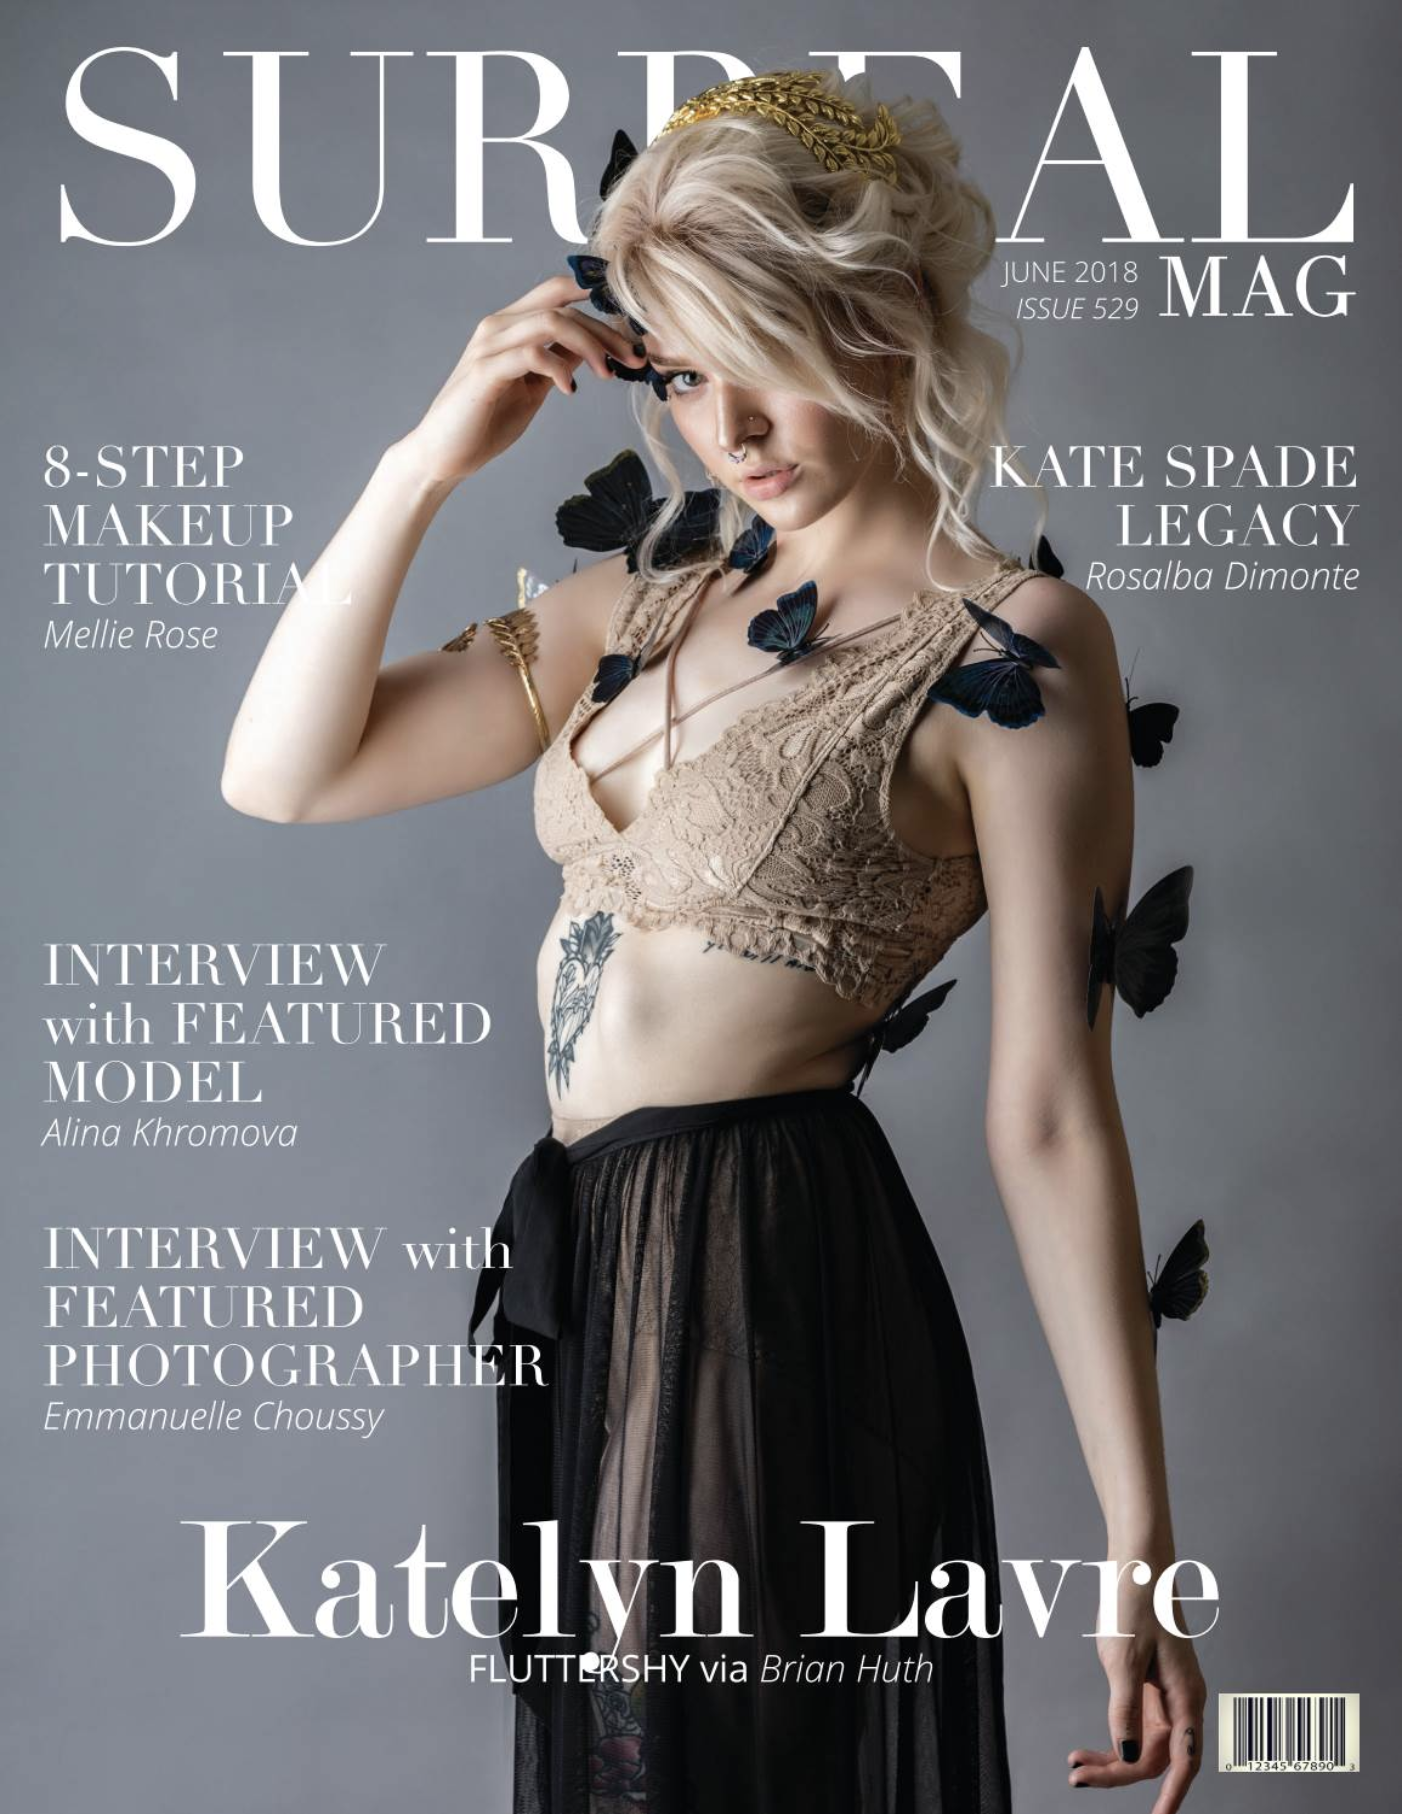 SURREAL
MAG
JUNE 2018
ISSUE 529
8-STEP
MAKEUP
TUTORIAL
Mellie Rose
KATE SPADE
LEGACY
Rosalba Dimonte
INTERVIEW
with FEATURED
MODEL
Alina Khromova
INTERVIEW with
FEATURED
PHOTOGRAPHER
Emmanuelle Choussy
Katelyn Lavre
FLUTTERSHY via Brian Huth
0 12345 67890 3